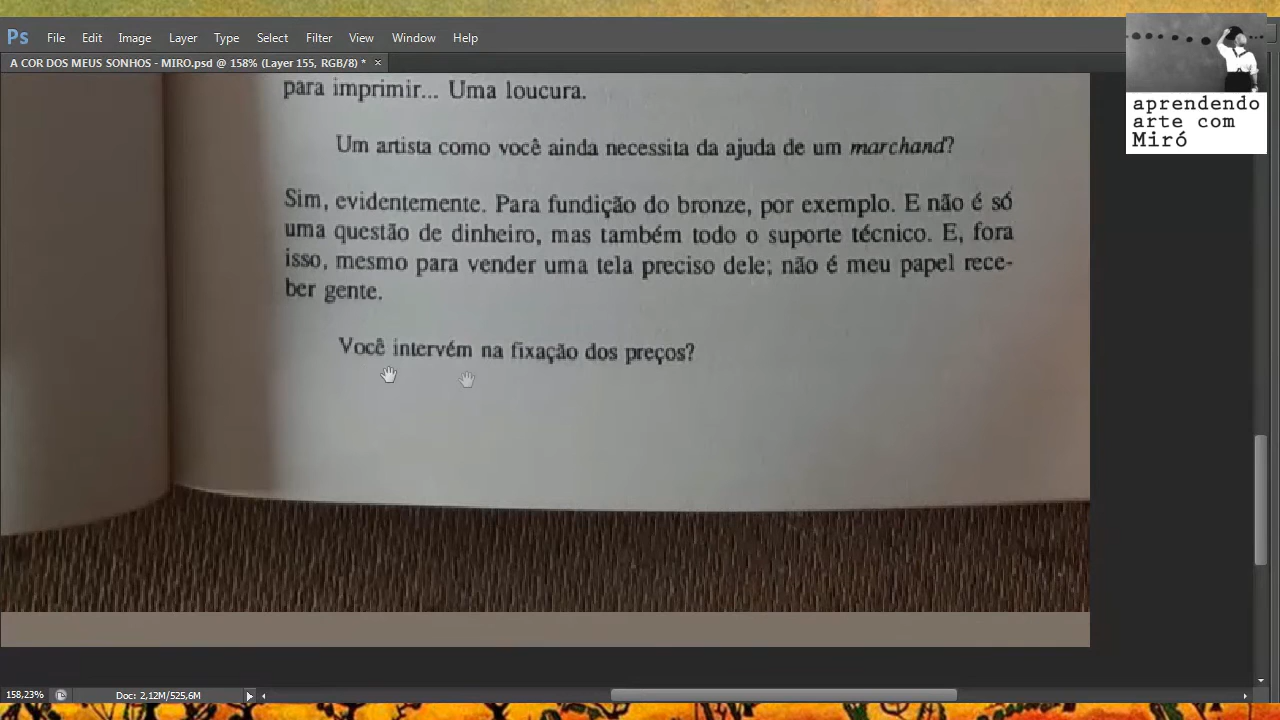 Ps File Edit Image Layer Type Select Filter View Window Help
A COR DOS MEUS SONHOS - MIRO.psd @ 158% (Layer 155, RGB/8) * ×
aprendendo
arte com
Miró
para imprimir... Uma loucura.
Um artista como você ainda necessita da ajuda de um marchand?
Sim, evidentemente. Para fundição do bronze, por exemplo. E não é só
uma questão de dinheiro, mas também todo o suporte técnico. E, fora
isso, mesmo para vender uma tela preciso dele; não é meu papel rece-
ber gente.
Você intervém na fixação dos preços?
158,23% Doc: 2,12M/525,6M